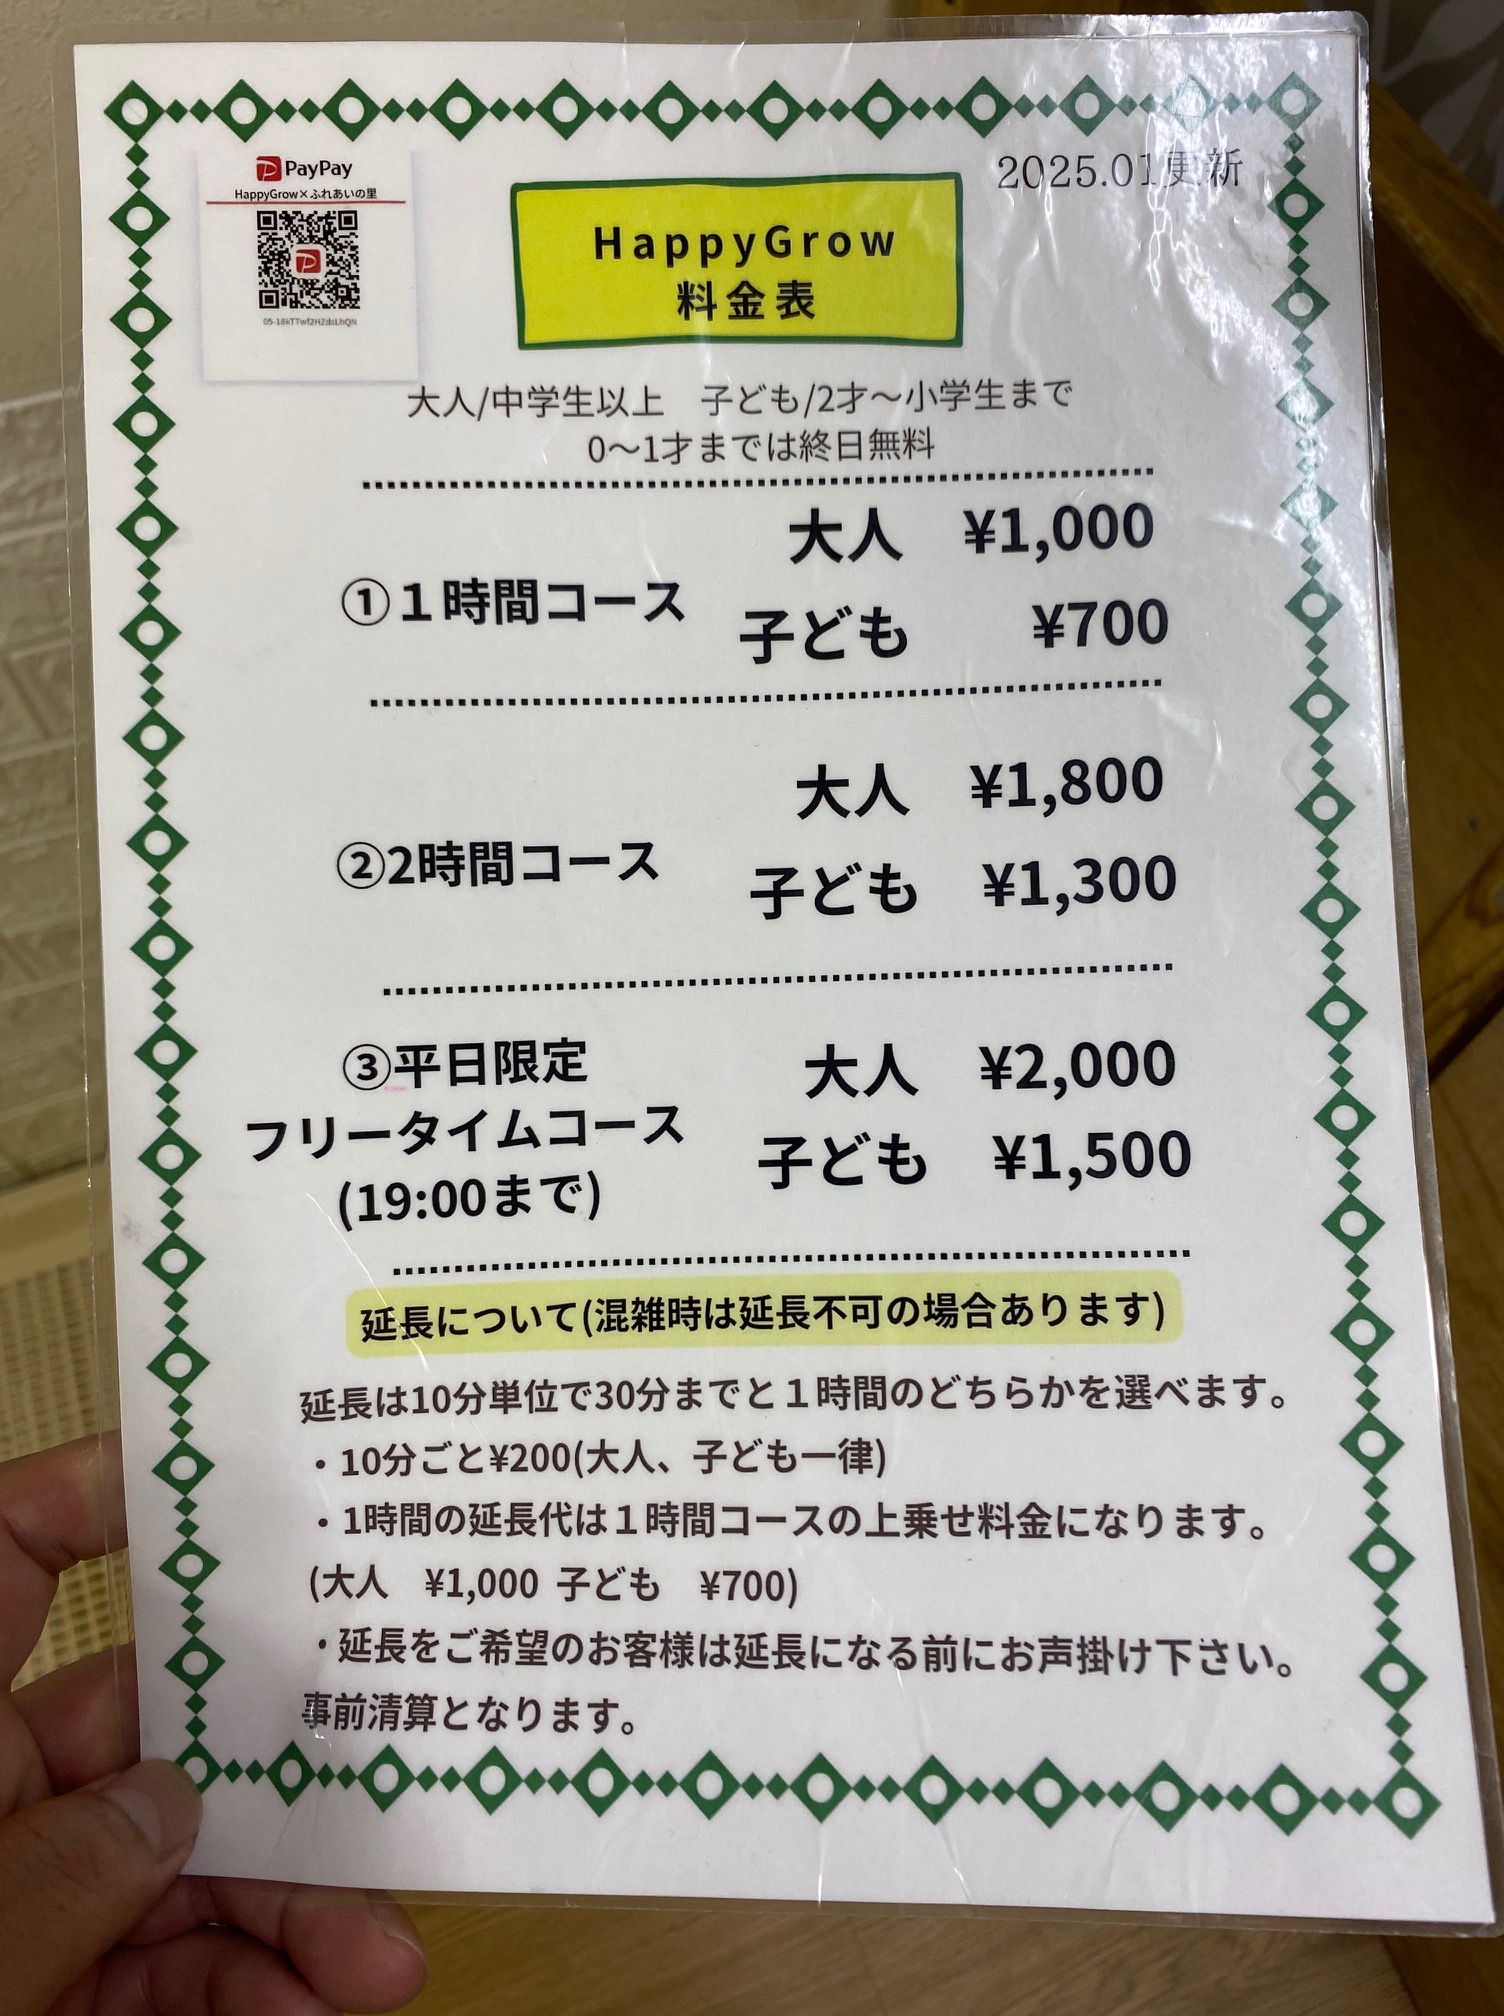 PayPay
HappyGrow×ふれあいの里
2025.01更新
HappyGrow
料金表
大人/中学生以上　子ども/2才～小学生まで
0～1才までは終日無料
①１時間コース
大人　¥1,000
子ども　¥700
②2時間コース
大人　¥1,800
子ども　¥1,300
③平日限定
フリータイムコース
(19:00まで)
大人　¥2,000
子ども　¥1,500
延長について(混雑時は延長不可の場合あります)
延長は10分単位で30分までと１時間のどちらかを選べます。
・10分ごと¥200(大人、子ども一律)
・1時間の延長代は１時間コースの上乗せ料金になります。
(大人　¥1,000 子ども　¥700)
・延長をご希望のお客様は延長になる前にお声掛け下さい。
事前清算となります。